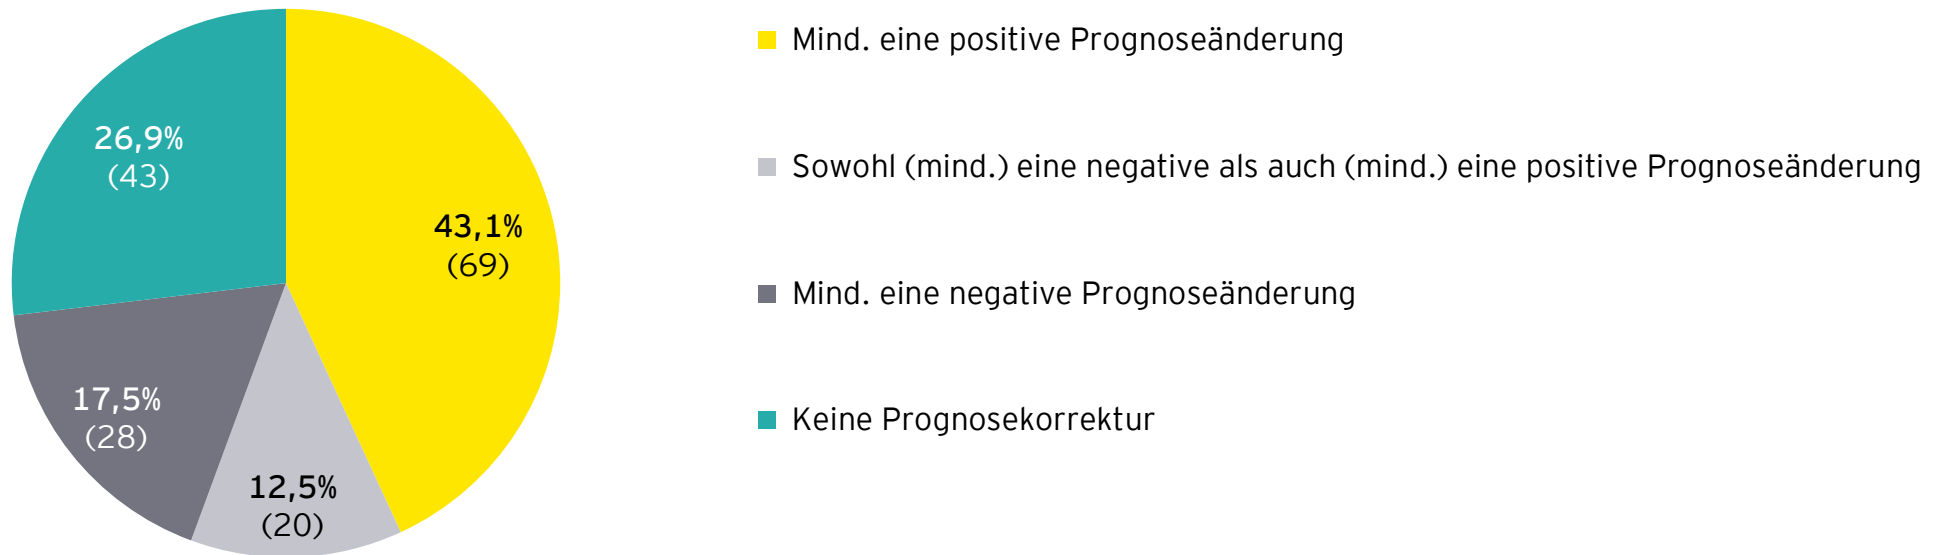 Mind. eine positive Prognoseänderung
Sowohl (mind.) eine negative als auch (mind.) eine positive Prognoseänderung
Mind. eine negative Prognoseänderung
Keine Prognosekorrektur
26,9%
(43)
43,1%
(69)
17,5%
(28)
12,5%
(20)